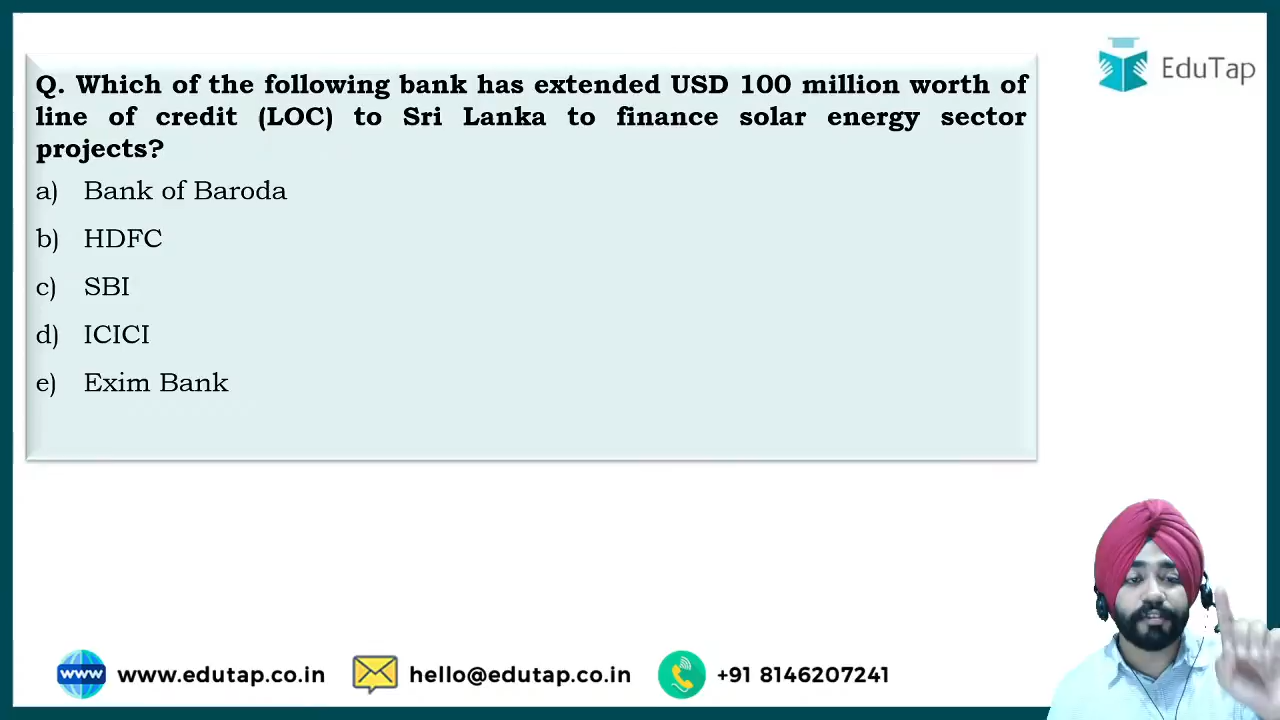 EduTap
Q. Which of the following bank has extended USD 100 million worth of
line of credit (LOC) to Sri Lanka to finance solar energy sector
projects?
a) Bank of Baroda
b) HDFC
c) SBI
d) ICICI
e) Exim Bank
www www.edutap.co.in hello@edutap.co.in +91 8146207241